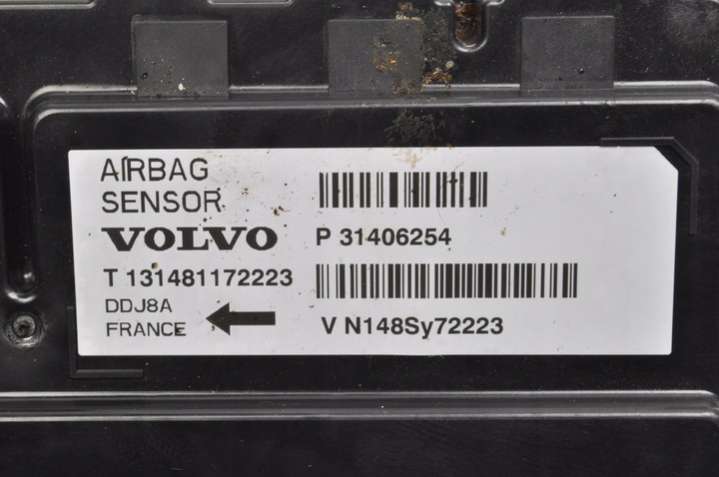 AIRBAG
SENSOR
VOLVO
P 31406254
T 131481172223
DDJ8A
FRANCE
V N148Sy72223